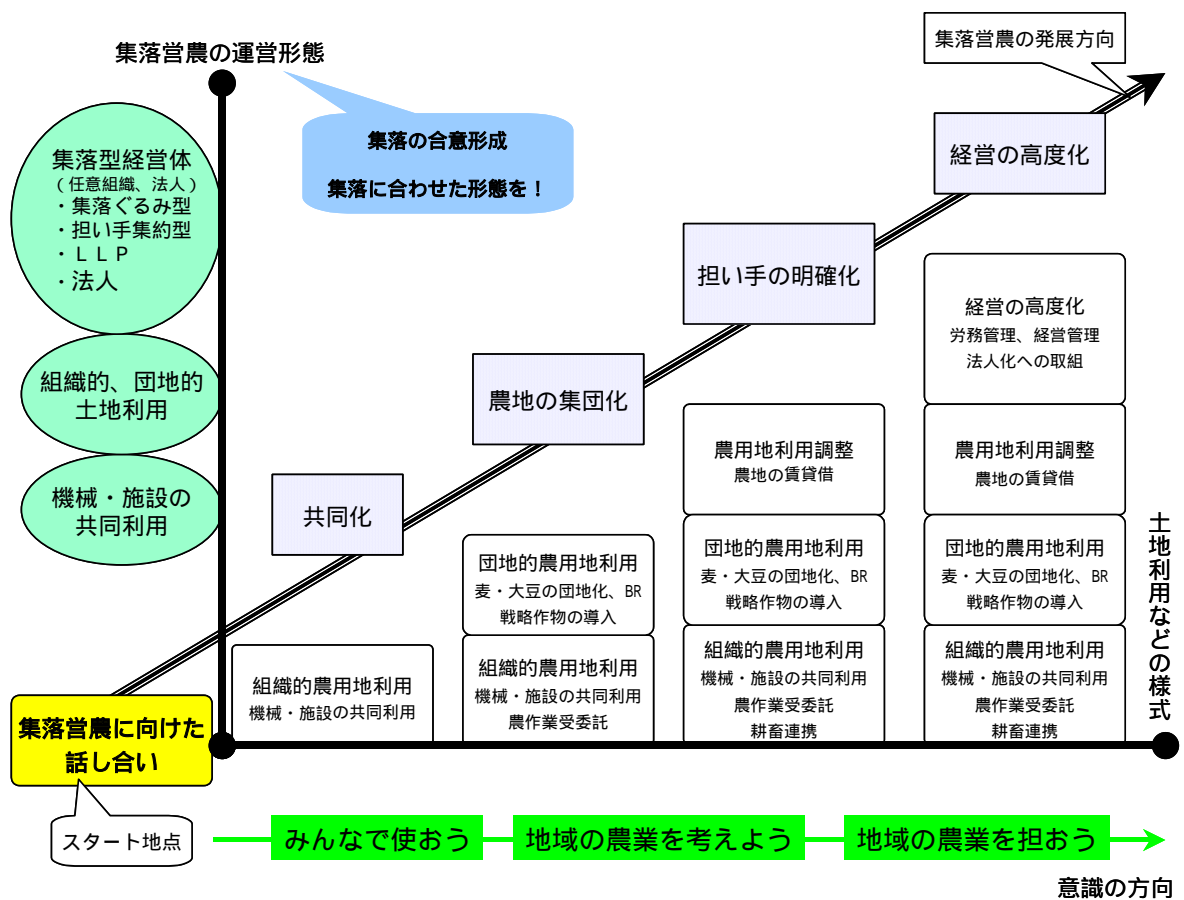 集落営農の発展方向
集落営農の運営形態
集落の合意形成
集落に合わせた形態を！
経営の高度化
集落型経営体
（任意組織、法人）
・集落ぐるみ型
・担い手集約型
・ＬＬＰ
・法人
担い手の明確化
経営の高度化
労務管理、経営管理
法人化への取組
組織的、団地的
土地利用
農地の集団化
農用地利用調整
農地の賃貸借
農用地利用調整
農地の賃貸借
機械・施設の
共同利用
共同化
団地的農用地利用
麦・大豆の団地化、BR
戦略作物の導入
団地的農用地利用
麦・大豆の団地化、BR
戦略作物の導入
団地的農用地利用
麦・大豆の団地化、BR
戦略作物の導入
土地利用などの様式
組織的農用地利用
機械・施設の共同利用
組織的農用地利用
機械・施設の共同利用
農作業受委託
組織的農用地利用
機械・施設の共同利用
農作業受委託
耕畜連携
組織的農用地利用
機械・施設の共同利用
農作業受委託
耕畜連携
集落営農に向けた
話し合い
スタート地点
みんなで使おう
地域の農業を考えよう
地域の農業を担おう
意識の方向